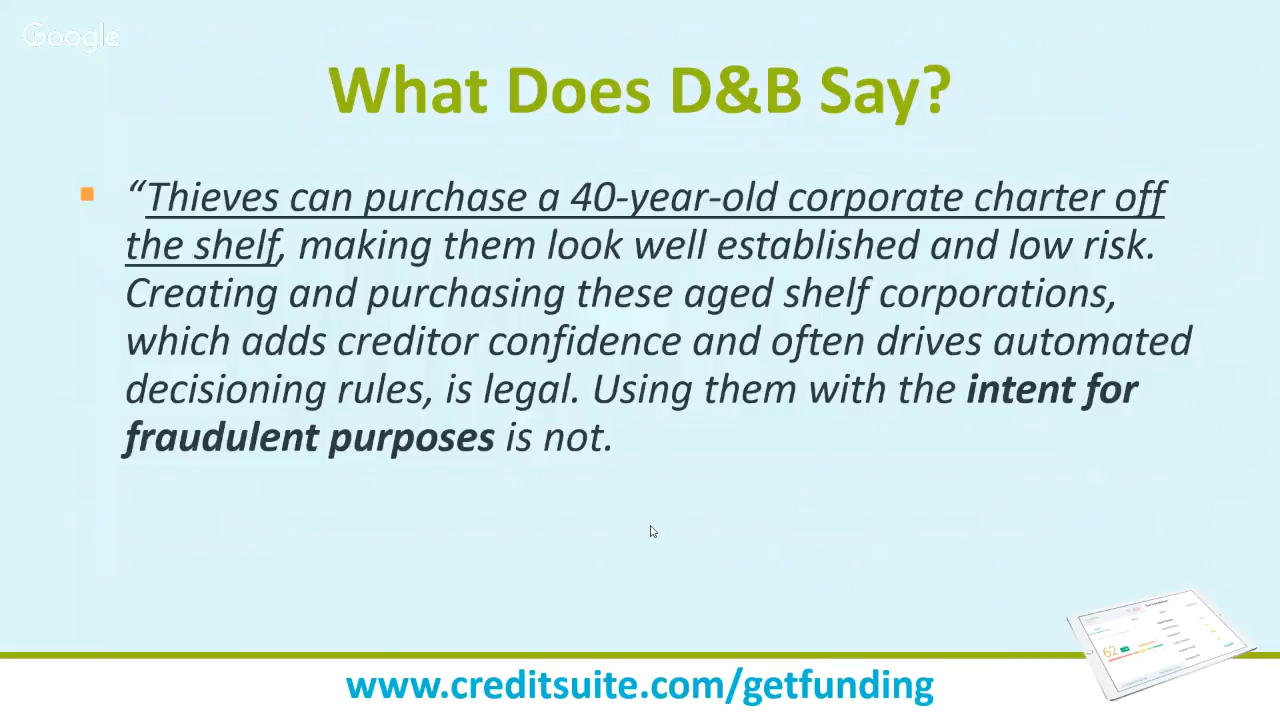 Google
What Does D&B Say?
“Thieves can purchase a 40-year-old corporate charter off
the shelf, making them look well established and low risk.
Creating and purchasing these aged shelf corporations,
which adds creditor confidence and often drives automated
decisioning rules, is legal. Using them with the intent for
fraudulent purposes is not.
62
www.creditsuite.com/getfunding